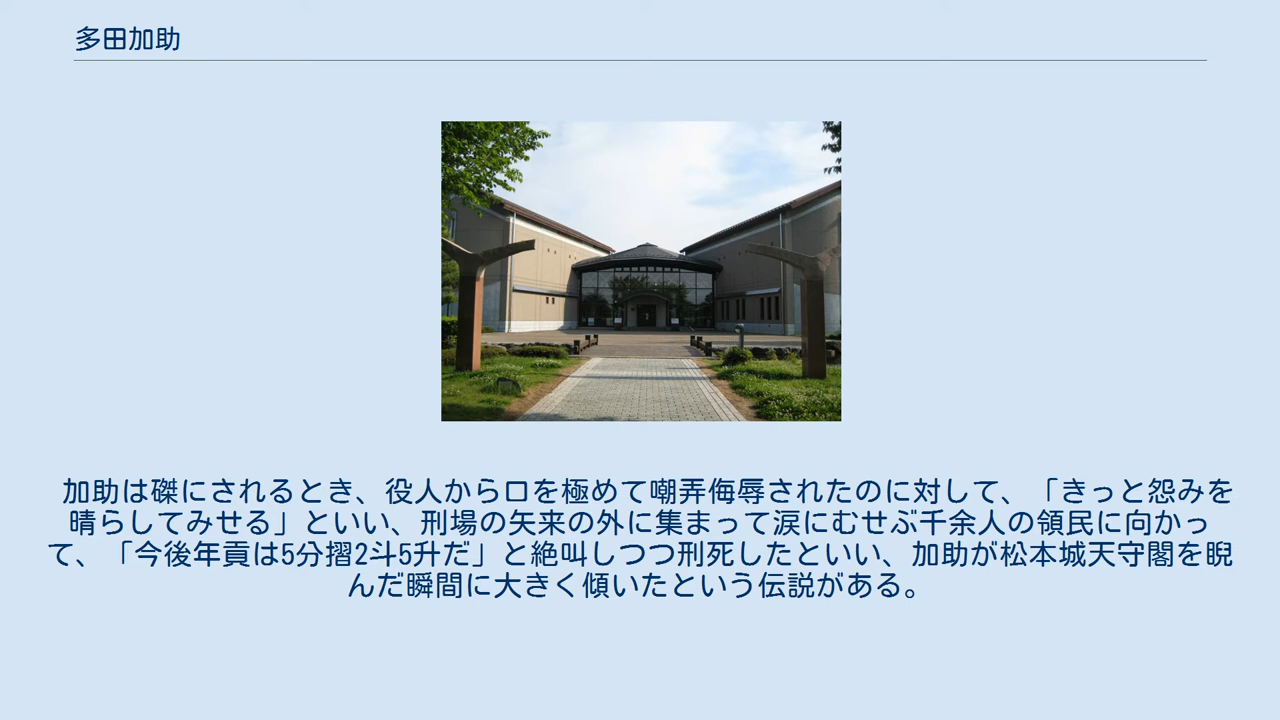 多田加助
加助は磔にされるとき、役人から口を極めて嘲弄侮辱されたのに対して、「きっと怨みを
晴らしてみせる」といい、刑場の矢来の外に集まって涙にむせぶ千余人の領民に向かっ
て、「今後年貢は5分摺2斗5升だ」と絶叫しつつ刑死したといい、加助が松本城天守閣を睨
んだ瞬間に大きく傾いたという伝説がある。